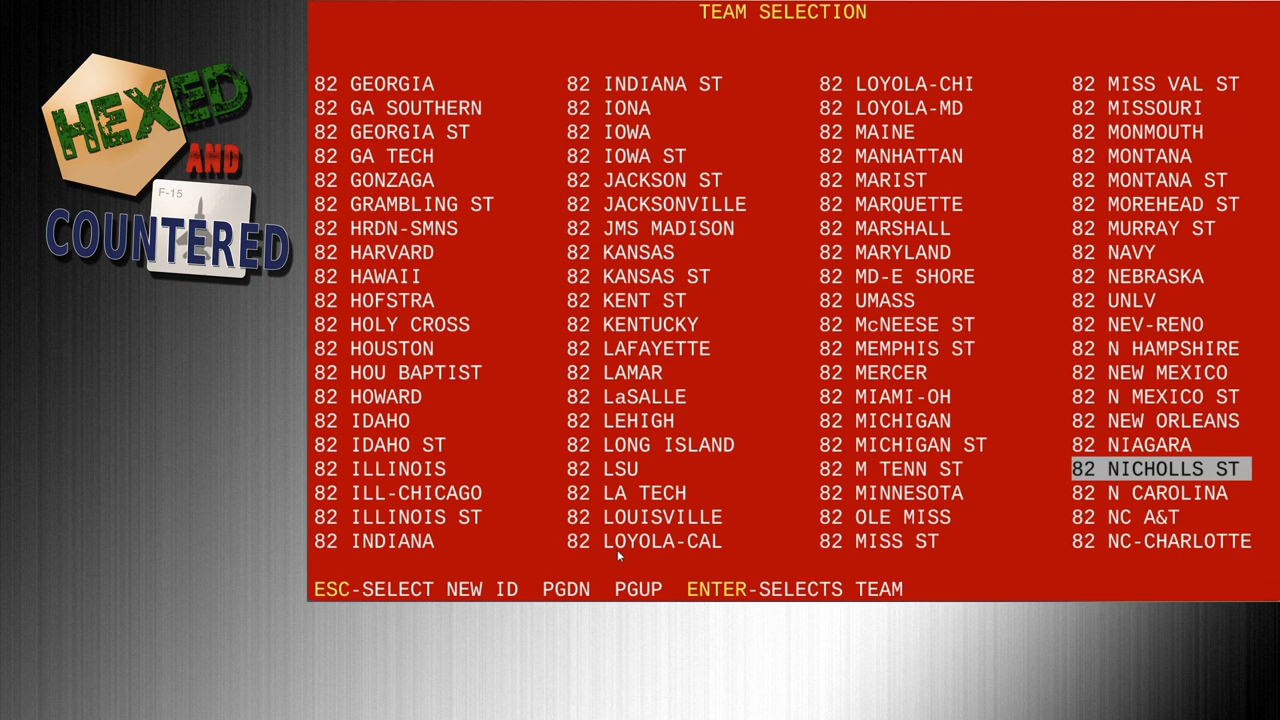 HEXED
AND
F-15
COUNTERED
TEAM SELECTION
82 GEORGIA 82 INDIANA ST 82 LOYOLA-CHI 82 MISS VAL ST
82 GA SOUTHERN 82 IONA 82 LOYOLA-MD 82 MISSOURI
82 GEORGIA ST 82 IOWA 82 MAINE 82 MONMOUTH
82 GA TECH 82 IOWA ST 82 MANHATTAN 82 MONTANA
82 GONZAGA 82 JACKSON ST 82 MARIST 82 MONTANA ST
82 GRAMBLING ST 82 JACKSONVILLE 82 MARQUETTE 82 MOREHEAD ST
82 HRDN-SMNS 82 JMS MADISON 82 MARSHALL 82 MURRAY ST
82 HARVARD 82 KANSAS 82 MARYLAND 82 NAVY
82 HAWAII 82 KANSAS ST 82 MD-E SHORE 82 NEBRASKA
82 HOFSTRA 82 KENT ST 82 UMASS 82 UNLV
82 HOLY CROSS 82 KENTUCKY 82 McNEESE ST 82 NEV-RENO
82 HOUSTON 82 LAFAYETTE 82 MEMPHIS ST 82 N HAMPSHIRE
82 HOU BAPTIST 82 LAMAR 82 MERCER 82 NEW MEXICO
82 HOWARD 82 LaSALLE 82 MIAMI-OH 82 N MEXICO ST
82 IDAHO 82 LEHIGH 82 MICHIGAN 82 NEW ORLEANS
82 IDAHO ST 82 LONG ISLAND 82 MICHIGAN ST 82 NIAGARA
82 ILLINOIS 82 LSU 82 M TENN ST 82 NICHOLLS ST
82 ILL-CHICAGO 82 LA TECH 82 MINNESOTA 82 N CAROLINA
82 ILLINOIS ST 82 LOUISVILLE 82 OLE MISS 82 NC A&T
82 INDIANA 82 LOYOLA-CAL 82 MISS ST 82 NC-CHARLOTTE
ESC-SELECT NEW ID PGDN PGUP ENTER-SELECTS TEAM